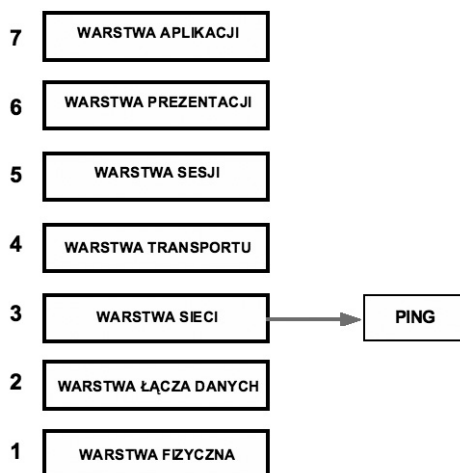 7 WARSTWA APLIKACJI
6 WARSTWA PREZENTACJI
5 WARSTWA SESJI
4 WARSTWA TRANSPORTU
3 WARSTWA SIECI PING
2 WARSTWA ŁĄCZA DANYCH
1 WARSTWA FIZYCZNA